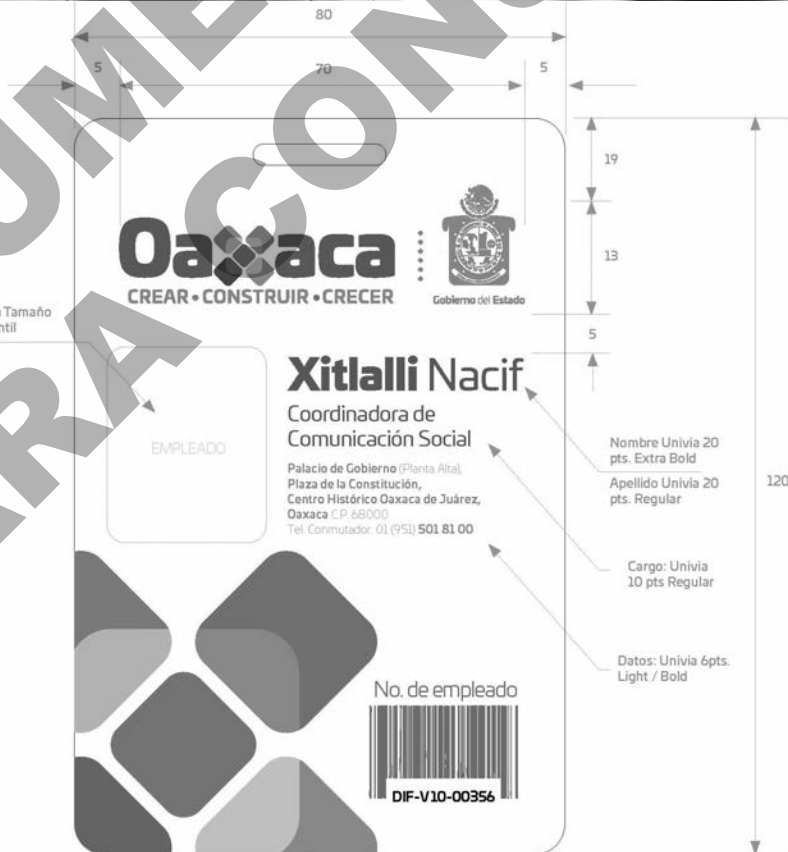 80
5
70
5
19
Oaxaca
CREAR • CONSTRUIR • CRECER
Gobierno del Estado
13
5
Tamaño
Xitlalli Nacif
Coordinadora de
Comunicación Social
EMPLEADO
Palacio de Gobierno (Planta Alta),
Plaza de la Constitución,
Centro Histórico Oaxaca de Juárez,
Oaxaca C.P. 68000
Tel. Conmutador. 01 (951) 501 81 00
Nombre Univia 20
pts. Extra Bold
Apellido Univia 20
pts. Regular
120
Cargo: Univia
10 pts Regular
Datos: Univia 6pts.
Light / Bold
No. de empleado
DIF-V10-00356